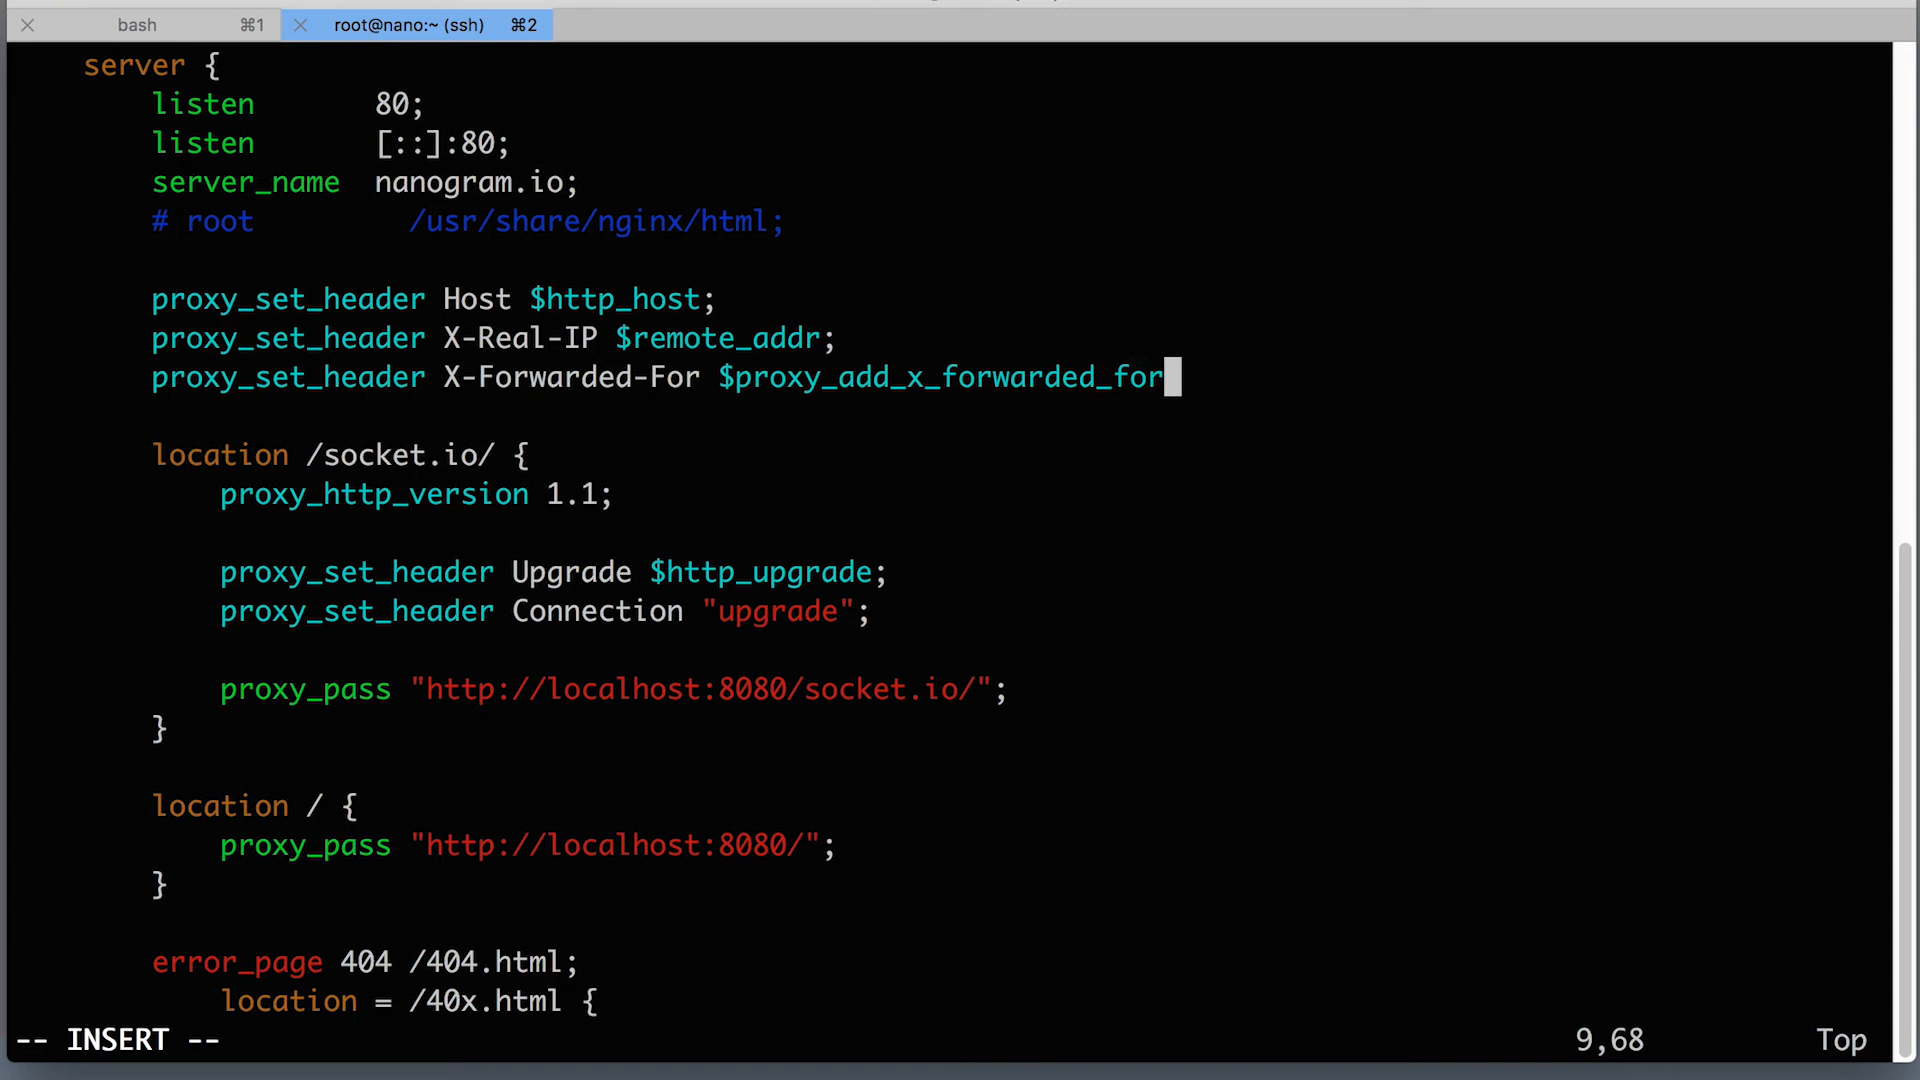 bash ⌘1 root@nano:~ (ssh) ⌘2
server {
listen 80;
listen [::]:80;
server_name nanogram.io;
# root /usr/share/nginx/html;
proxy_set_header Host $http_host;
proxy_set_header X-Real-IP $remote_addr;
proxy_set_header X-Forwarded-For $proxy_add_x_forwarded_for
location /socket.io/ {
proxy_http_version 1.1;
proxy_set_header Upgrade $http_upgrade;
proxy_set_header Connection "upgrade";
proxy_pass "http://localhost:8080/socket.io/";
}
location / {
proxy_pass "http://localhost:8080/";
}
error_page 404 /404.html;
location = /40x.html {
-- INSERT -- 9,68 Top